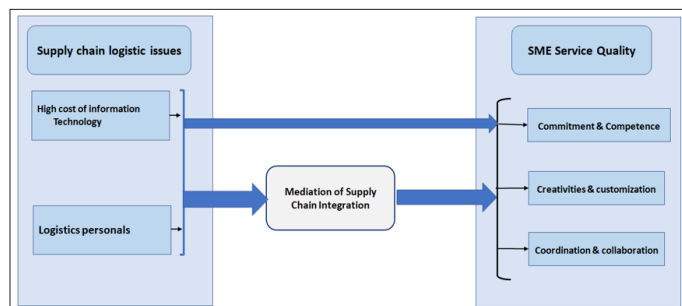 Supply chain logistic issues
SME Service Quality
High cost of information
Technology
Commitment & Competence
Mediation of Supply
Chain Integration
Creativities & customization
Logistics personals
Coordination & collaboration